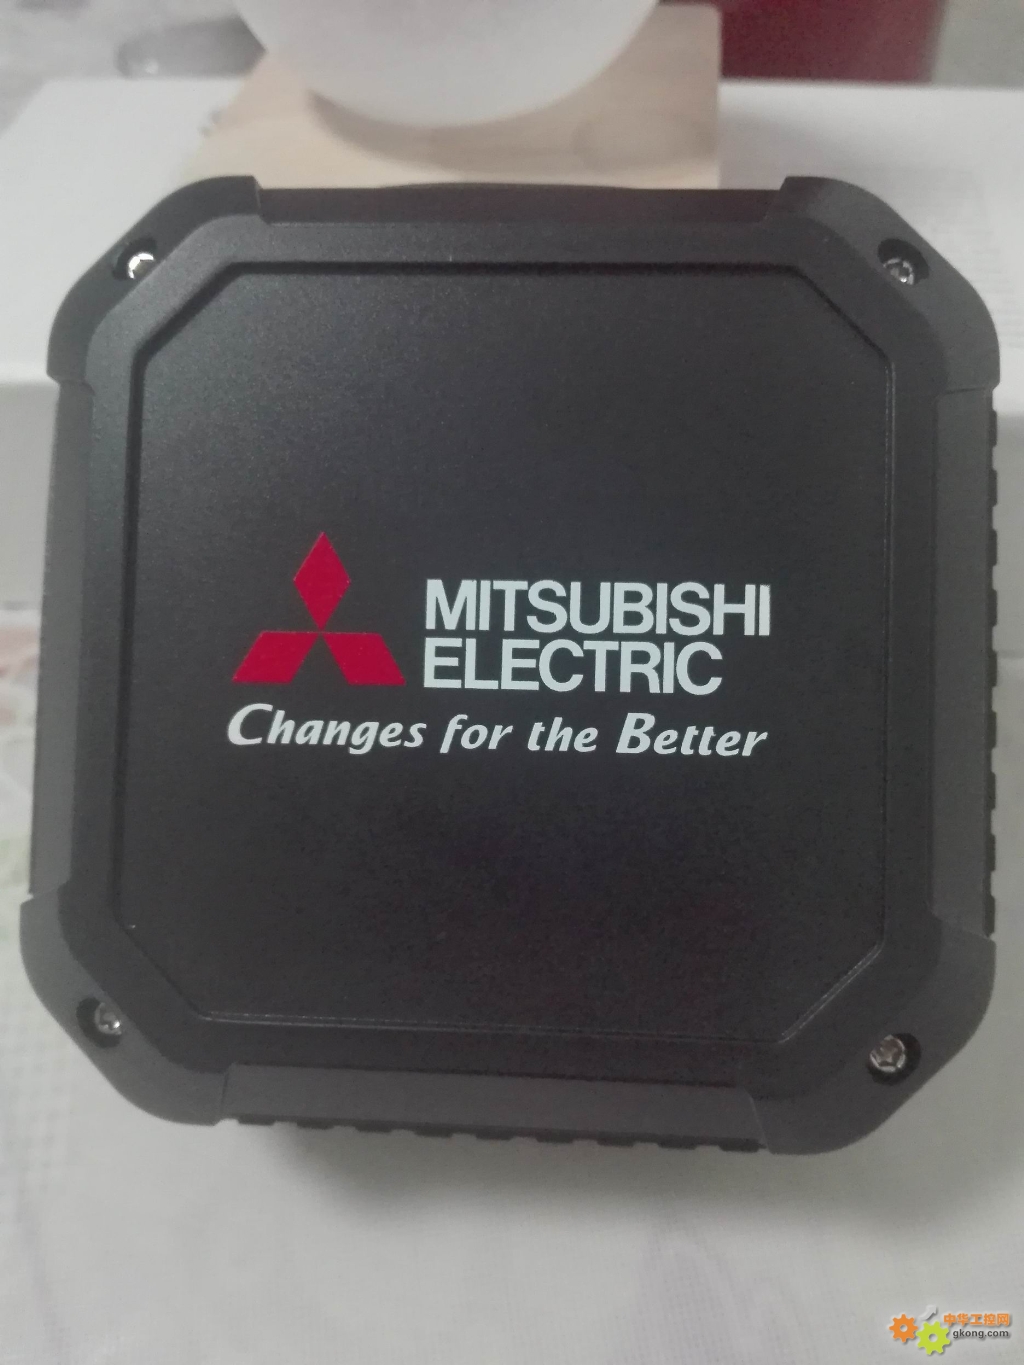 MITSUBISHI
ELECTRIC
Changes for the Better
中华工控网
gkong.com